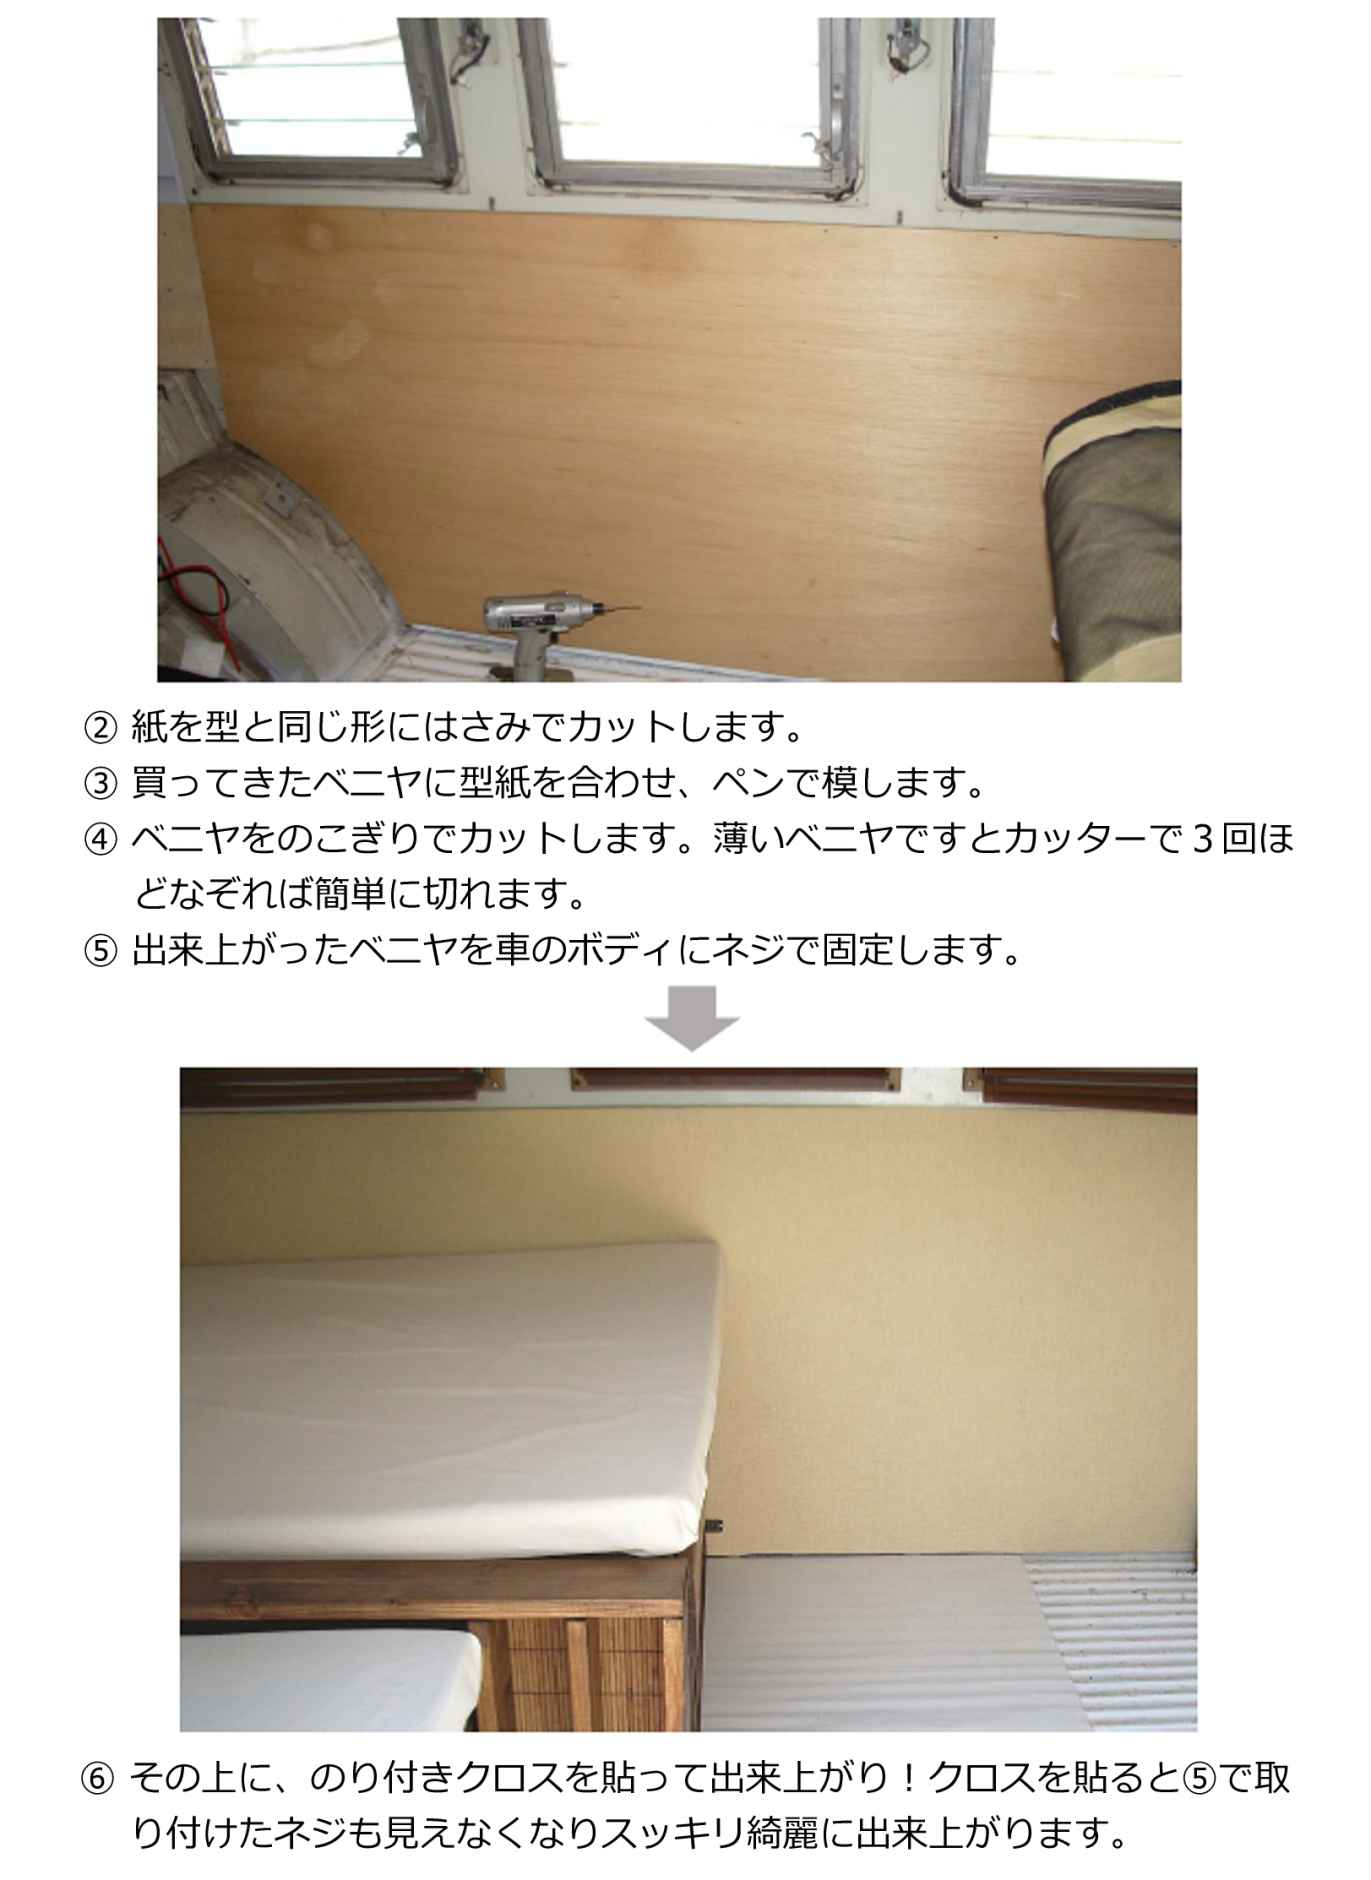 ② 紙を型と同じ形にはさみでカットします。
③ 買ってきたベニヤに型紙を合わせ、ペンで模します。
④ ベニヤをのこぎりでカットします。薄いベニヤですとカッターで３回ほ
どなぞれば簡単に切れます。
⑤ 出来上がったベニヤを車のボディにネジで固定します。
⑥ その上に、のり付きクロスを貼って出来上がり！クロスを貼ると⑤で取
り付けたネジも見えなくなりスッキリ綺麗に出来上がります。